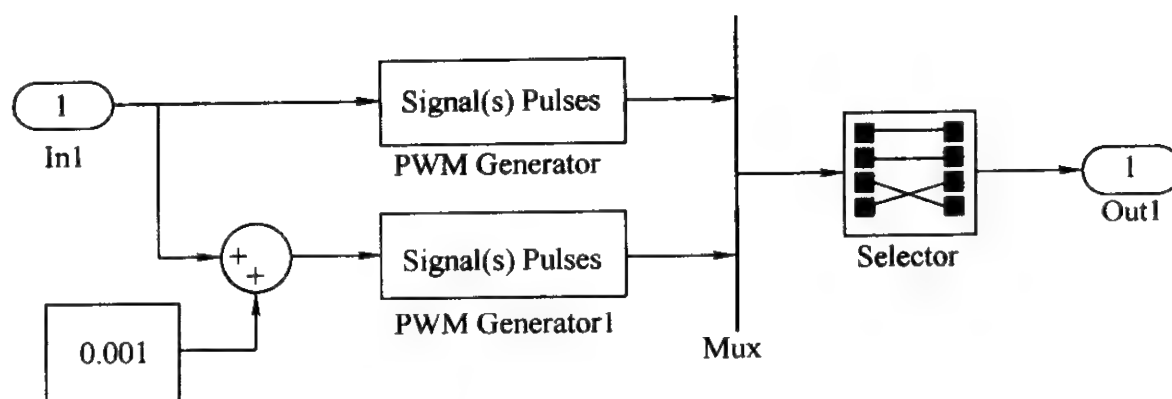 1
In1
Signal(s) Pulses
PWM Generator
+
+
Signal(s) Pulses
PWM Generator1
0.001
Mux
Selector
1
Out1